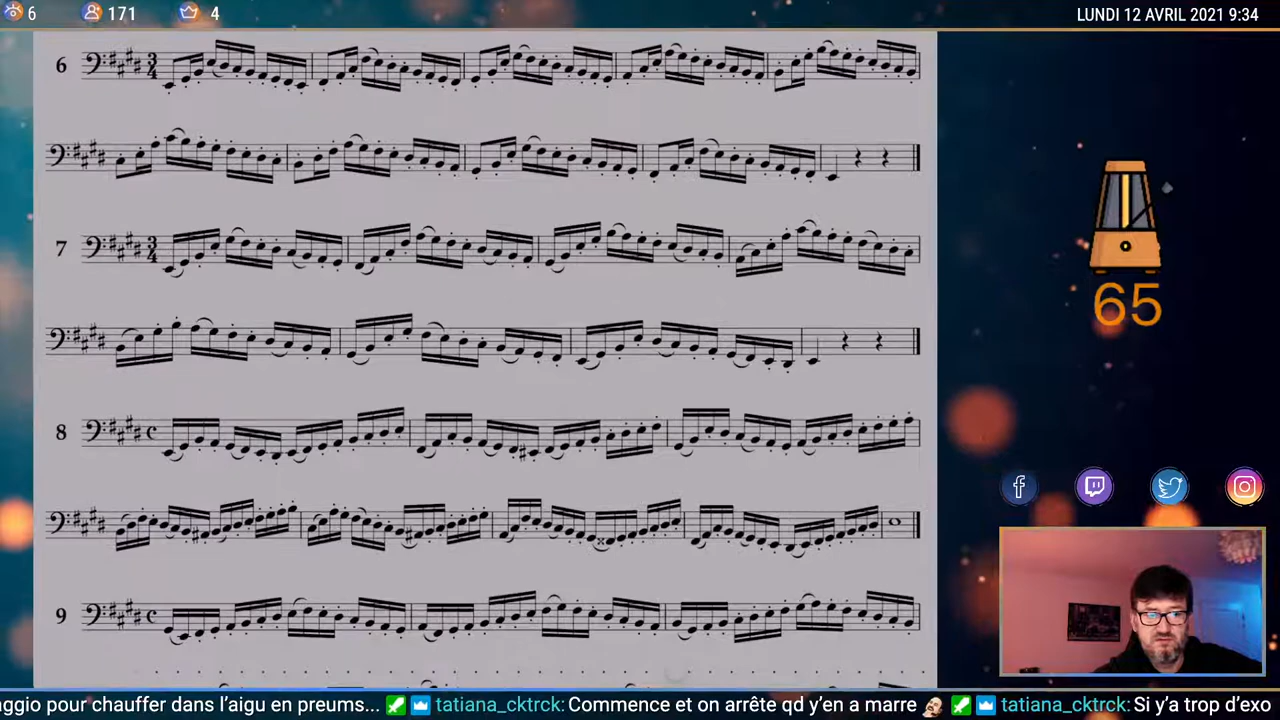 6 171 4
LUNDI 12 AVRIL 2021 9:34
6
7
65
8
9
aggio pour chauffer dans l'aigu en preums... tatiana_cktrck: Commence et on arrête qd y'en a marre tatiana_cktrck: Si y'a trop d'exo